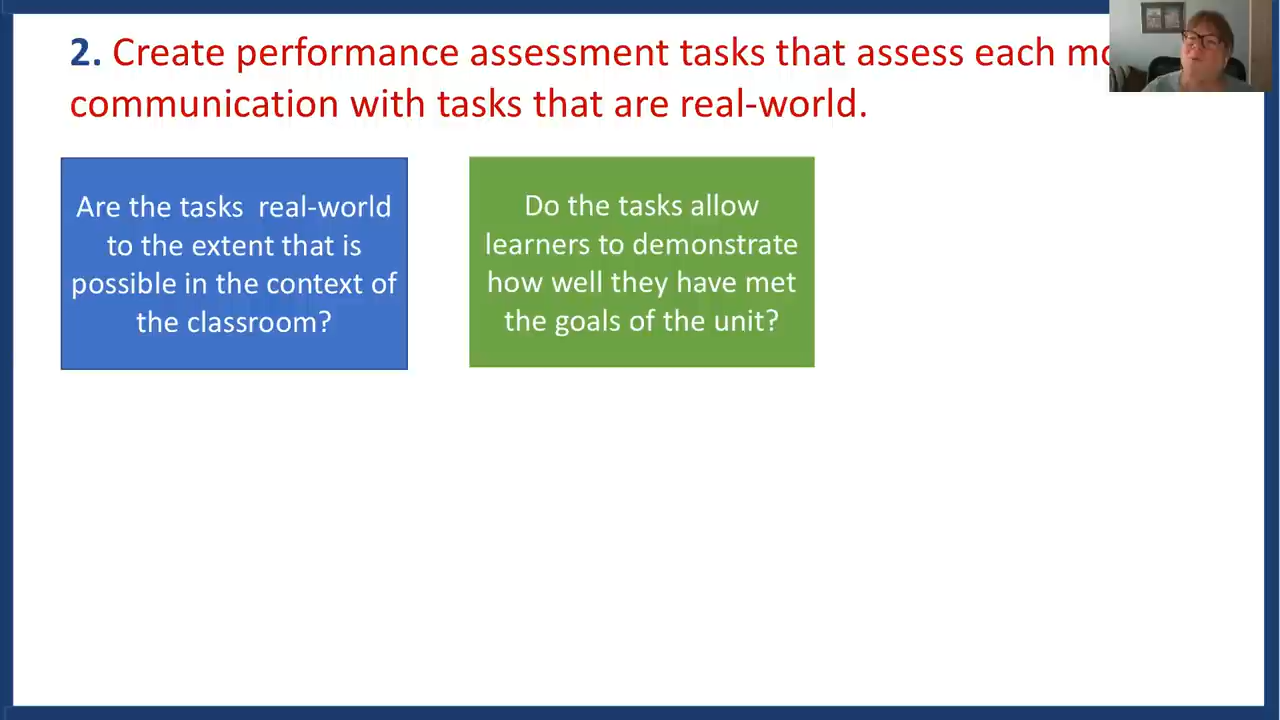 2. Create performance assessment tasks that assess each
communication with tasks that are real-world.
Are the tasks real-world
to the extent that is
possible in the context of
the classroom?
Do the tasks allow
learners to demonstrate
how well they have met
the goals of the unit?